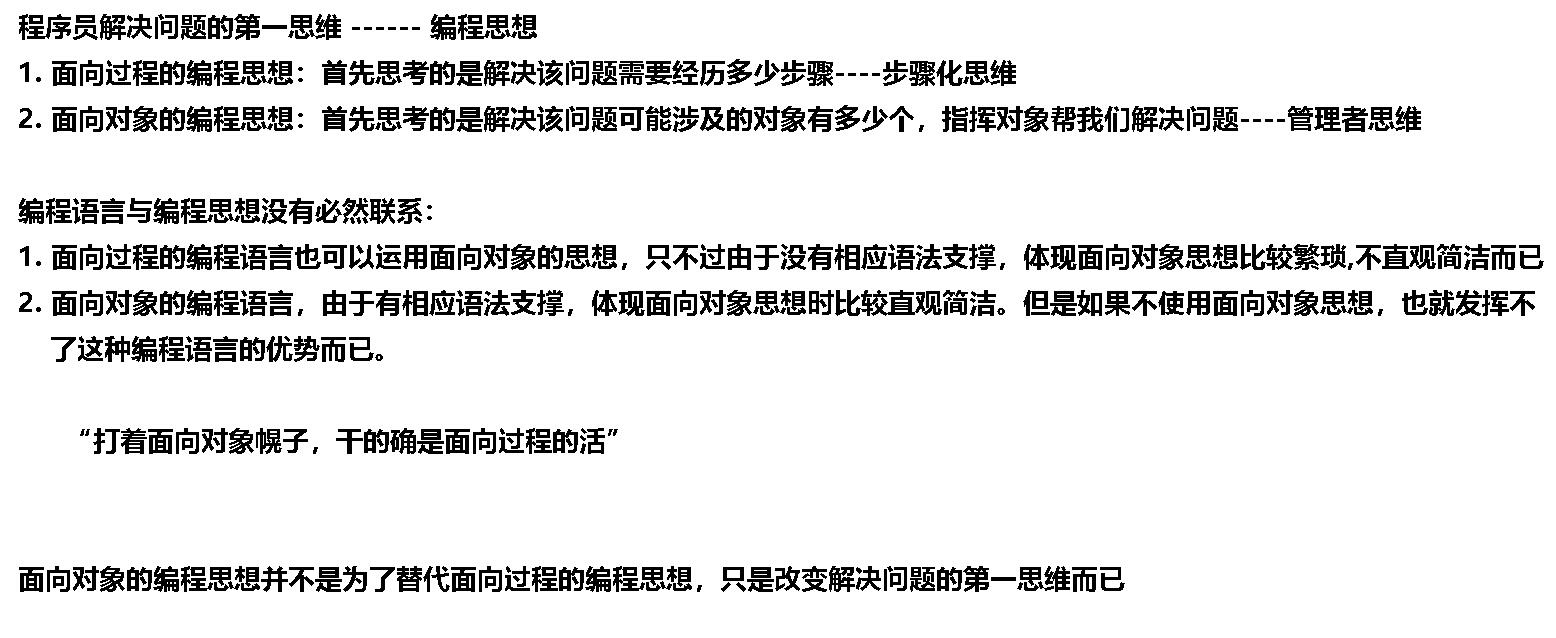 程序员解决问题的第一思维 ------ 编程思想
1. 面向过程的编程思想：首先思考的是解决该问题需要经历多少步骤----步骤化思维
2. 面向对象的编程思想：首先思考的是解决该问题可能涉及的对象有多少个，指挥对象帮我们解决问题----管理者思维
编程语言与编程思想没有必然联系：
1. 面向过程的编程语言也可以运用面向对象的思想，只不过由于没有相应语法支撑，体现面向对象思想比较繁琐,不直观简洁而已
2. 面向对象的编程语言，由于有相应语法支撑，体现面向对象思想时比较直观简洁。但是如果不使用面向对象思想，也就发挥不
了这种编程语言的优势而已。
“打着面向对象幌子，干的确是面向过程的活”
面向对象的编程思想并不是为了替代面向过程的编程思想，只是改变解决问题的第一思维而已